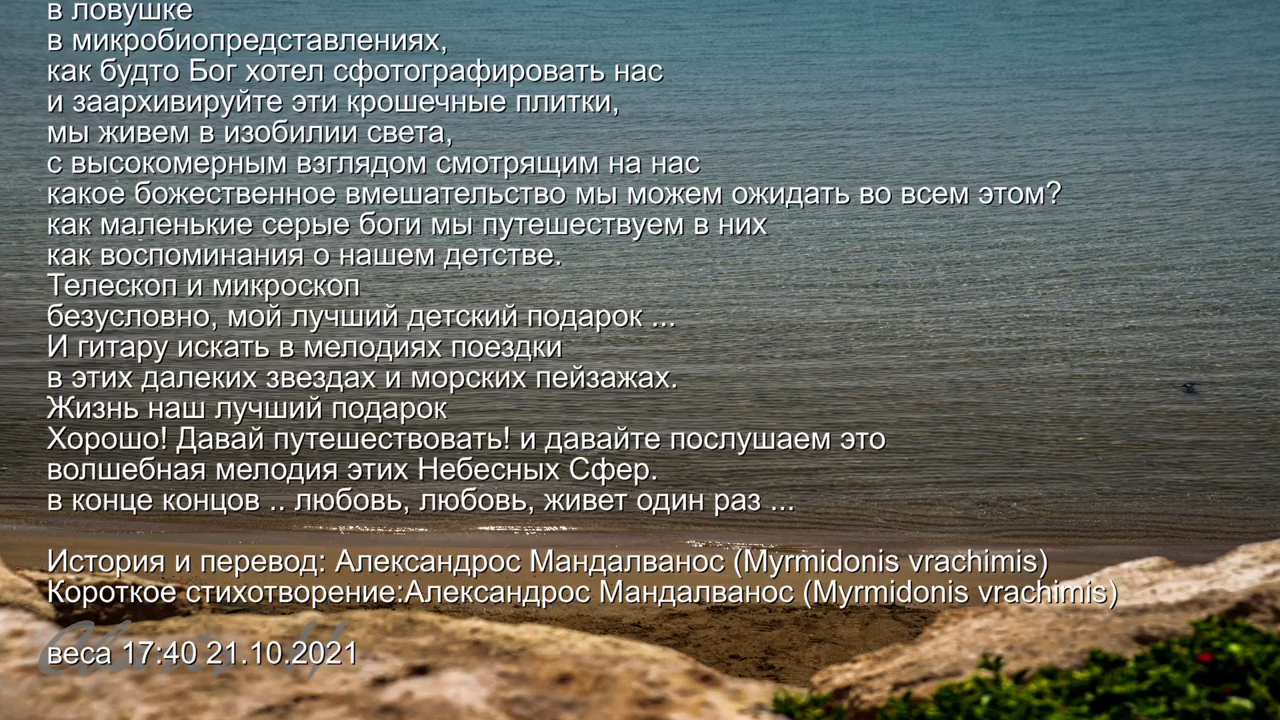 в ловушке
в микробиопредставлениях,
как будто Бог хотел сфотографировать нас
и заархивируйте эти крошечные плитки,
мы живем в изобилии света,
с высокомерным взглядом смотрящим на нас
какое божественное вмешательство мы можем ожидать во всем этом?
как маленькие серые боги мы путешествуем в них
как воспоминания о нашем детстве.
Телескоп и микроскоп
безусловно, мой лучший детский подарок ...
И гитару искать в мелодиях поездки
в этих далеких звездах и морских пейзажах.
Жизнь наш лучший подарок
Хорошо! Давай путешествовать! и давайте послушаем это
волшебная мелодия этих Небесных Сфер.
в конце концов .. любовь, любовь, живет один раз ...
История и перевод: Александрос Мандалванос (Myrmidonis vrachimis)
Короткое стихотворение:Александрос Мандалванос (Myrmidonis vrachimis)
веса 17:40 21.10.2021